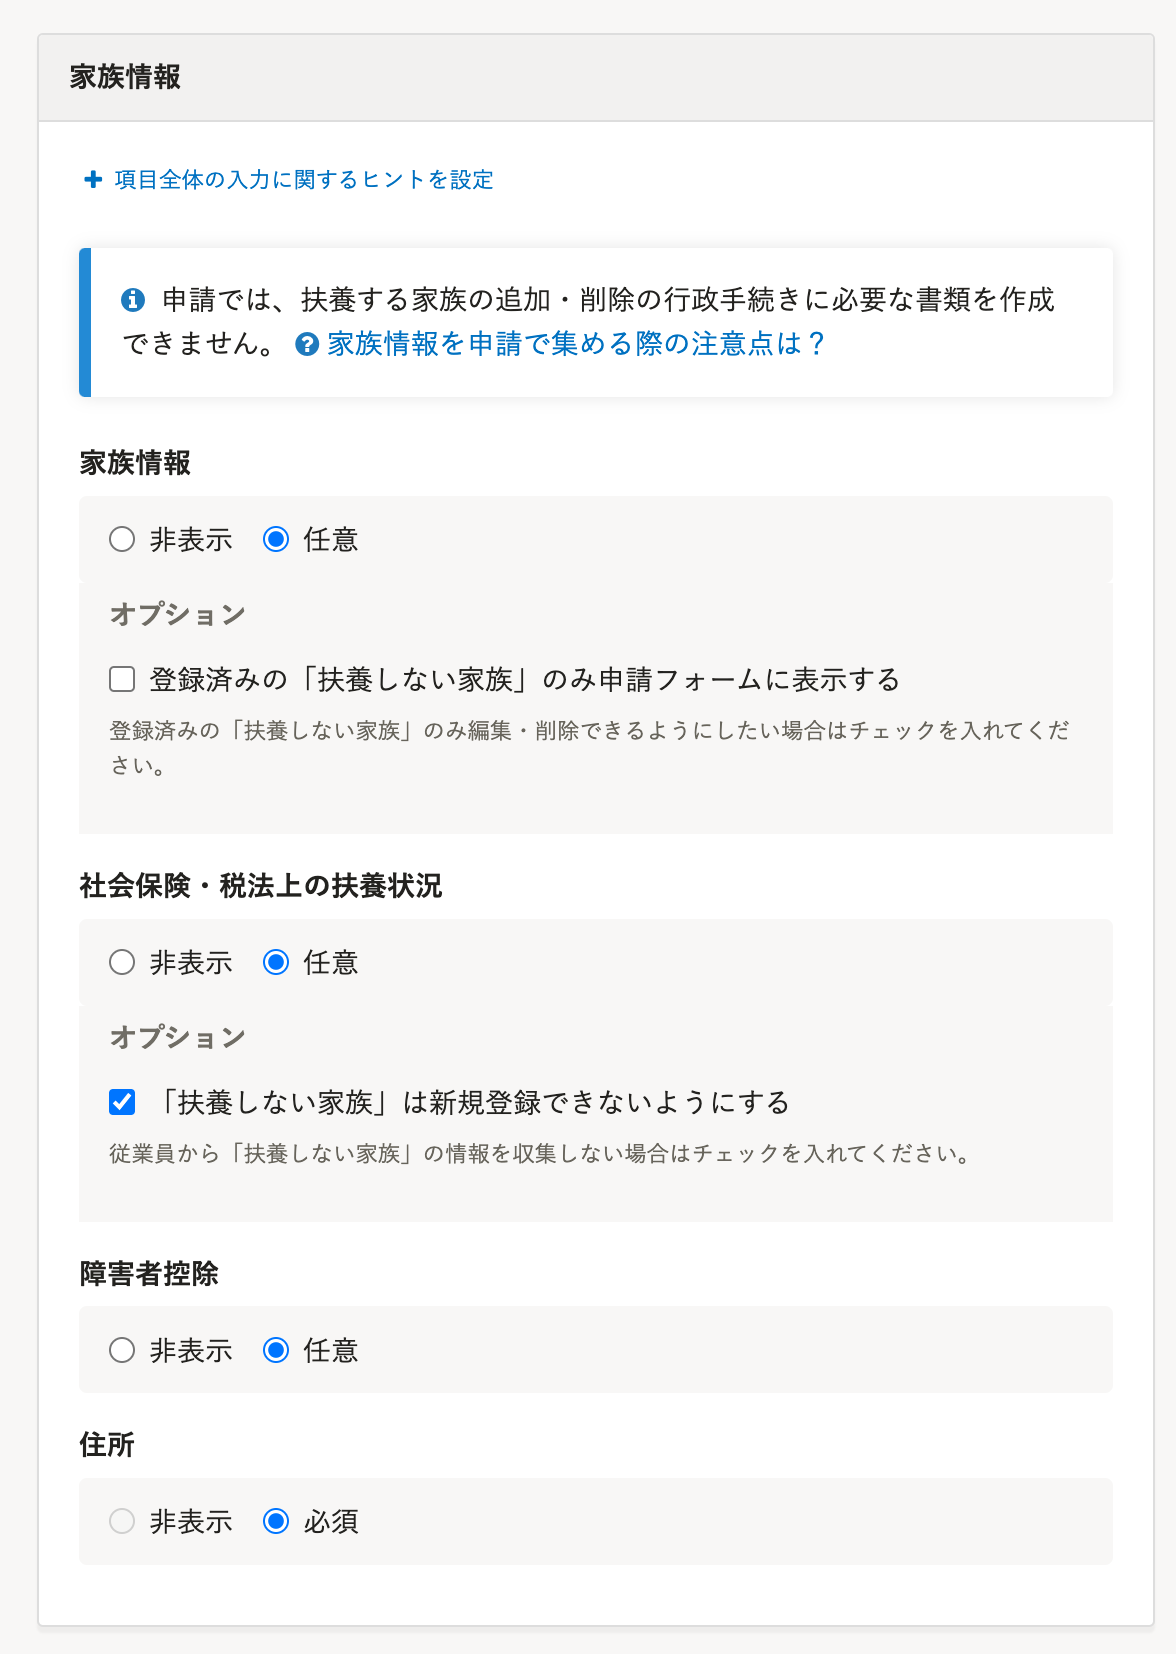 家族情報
項目全体の入力に関するヒントを設定
申請では、扶養する家族の追加・削除の行政手続きに必要な書類を作成
できません。 家族情報を申請で集める際の注意点は？
家族情報
非表示 任意
オプション
登録済みの「扶養しない家族」のみ申請フォームに表示する
登録済みの「扶養しない家族」のみ編集・削除できるようにしたい場合はチェックを入れてくだ
さい。
社会保険・税法上の扶養状況
非表示 任意
オプション
「扶養しない家族」は新規登録できないようにする
従業員から「扶養しない家族」の情報を収集しない場合はチェックを入れてください。
障害者控除
非表示 任意
住所
非表示 必須